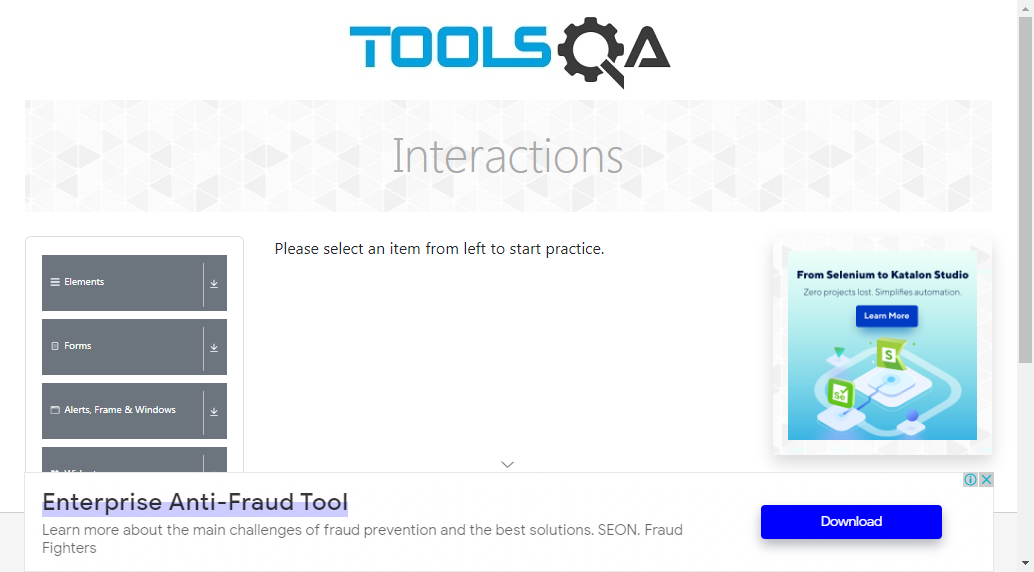 TOOLSQA
Interactions
Elements
Forms
Alerts, Frame & Windows
Please select an item from left to start practice.
From Selenium to Katalon Studio
Zero projects lost. Simplifies automation.
Learn More
S
Se
Enterprise Anti-Fraud Tool
Learn more about the main challenges of fraud prevention and the best solutions. SEON. Fraud
Fighters
Download